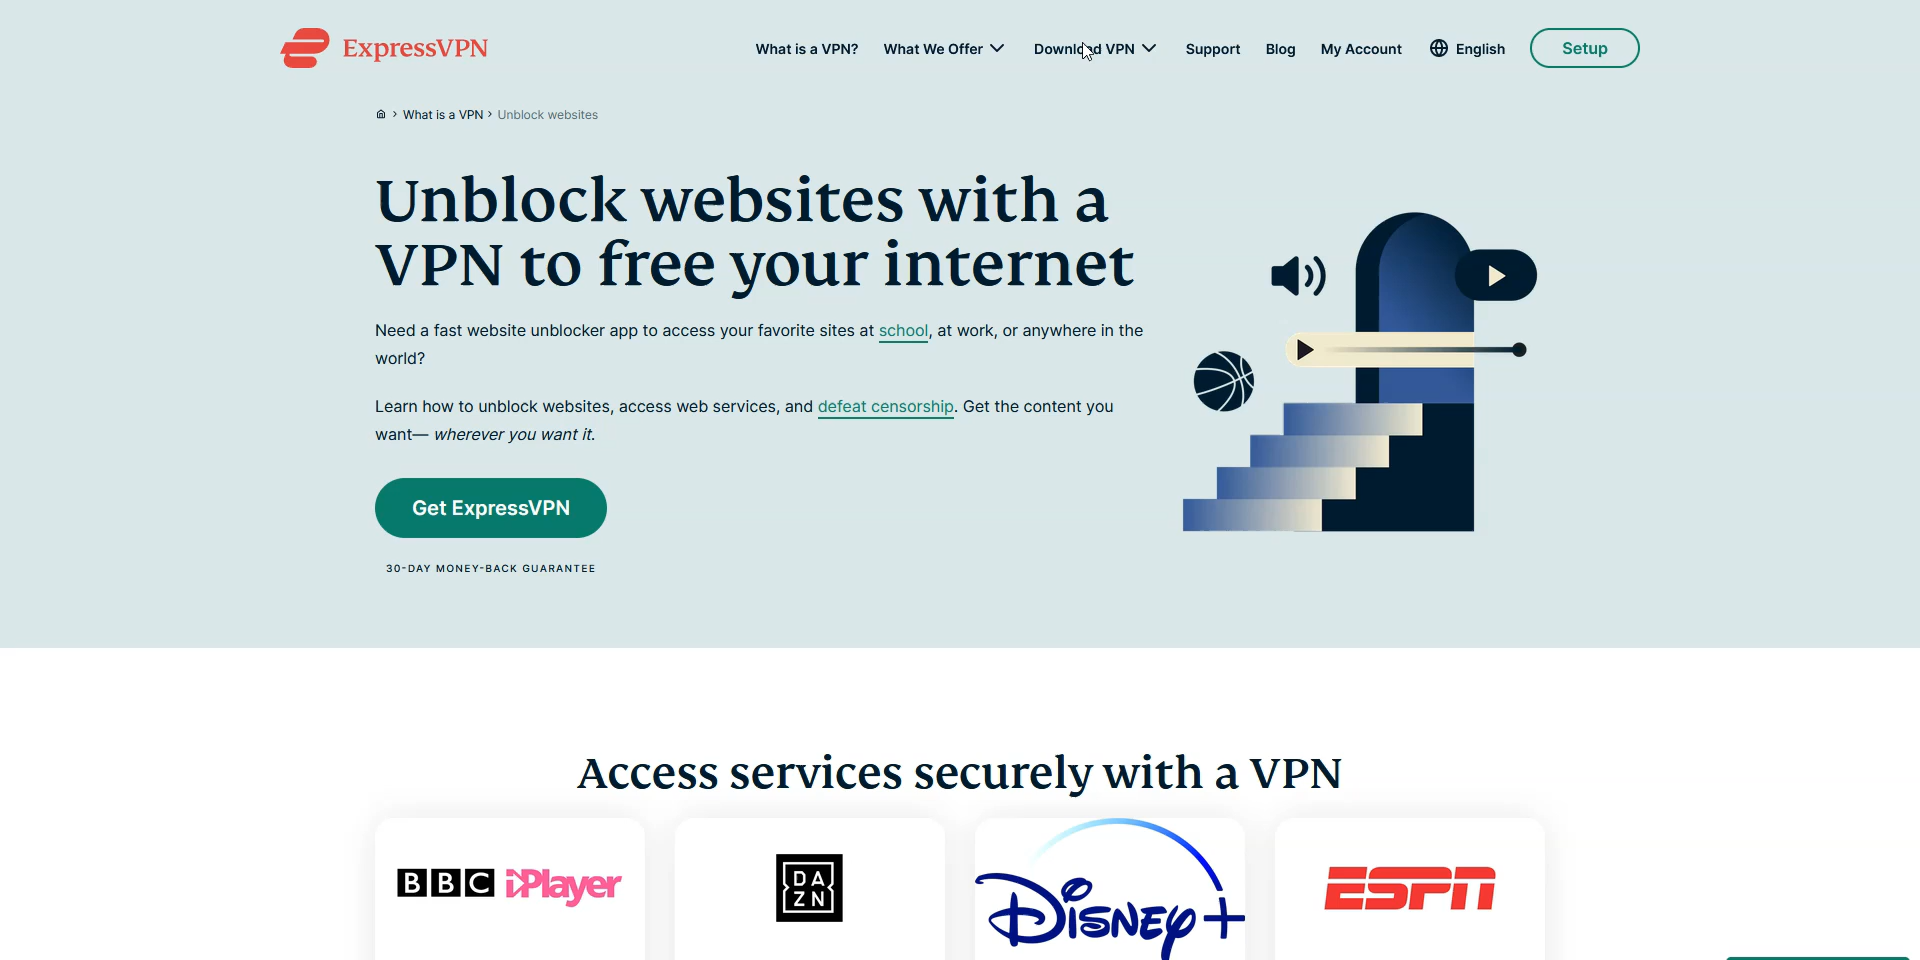 ExpressVPN
What is a VPN? What We Offer Download VPN Support Blog My Account English Setup
What is a VPN Unblock websites
Unblock websites with a
VPN to free your internet
Need a fast website unblocker app to access your favorite sites at school, at work, or anywhere in the
world?
Learn how to unblock websites, access web services, and defeat censorship. Get the content you
want— wherever you want it.
Get ExpressVPN
30-DAY MONEY-BACK GUARANTEE
Access services securely with a VPN
BBC iPlayer
DAZN
Disney+
ESPN